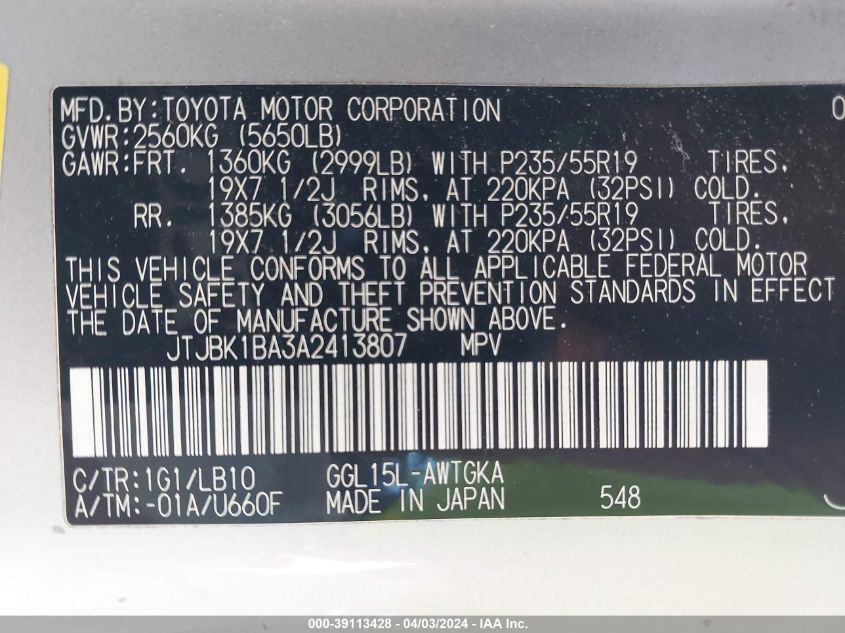 MFD.BY:TOYOTA MOTOR CORPORATION 0
GVWR:2560KG (5650LB)
GAWR:FRT. 1360KG (2999LB) WITH P235/55R19 TIRES,
19X7 1/2J RIMS, AT 220KPA (32PSI) COLD.
RR. 1385KG (3056LB) WITH P235/55R19 TIRES,
19X7 1/2J RIMS, AT 220KPA (32PSI) COLD.
THIS VEHICLE CONFORMS TO ALL APPLICABLE FEDERAL MOTOR
VEHICLE SAFETY AND THEFT PREVENTION STANDARDS IN EFFECT
THE DATE OF MANUFACTURE SHOWN ABOVE.
JTJBK1BA3A2413807 MPV
C/TR:1G1/LB10 GGL15L-AWTGKA
A/TM:-01A/U660F MADE IN JAPAN 548
000-39113428 - 04/03/2024 - IAA Inc.